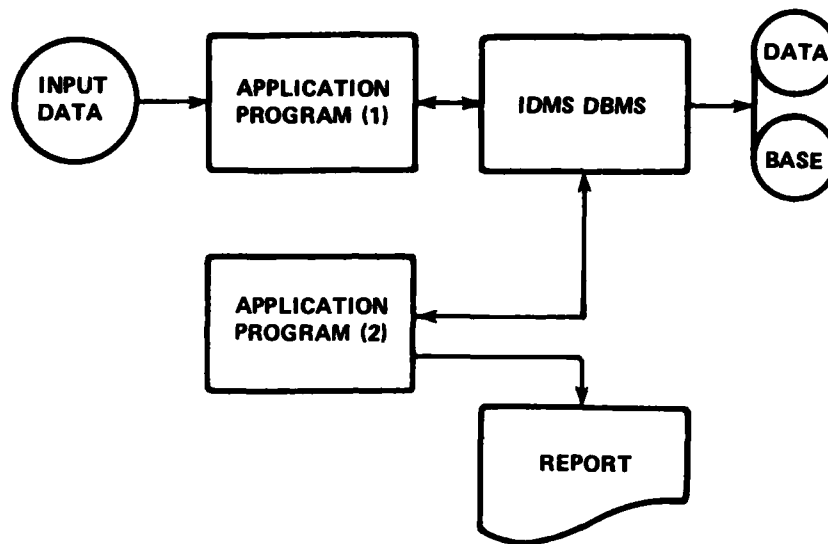 INPUT
DATA
APPLICATION
PROGRAM (1)
IDMS DBMS
DATA
BASE
APPLICATION
PROGRAM (2)
REPORT